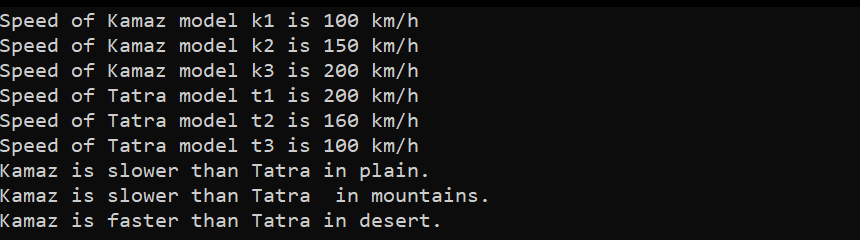 Speed of Kamaz model k1 is 100 km/h
Speed of Kamaz model k2 is 150 km/h
Speed of Kamaz model k3 is 200 km/h
Speed of Tatra model t1 is 200 km/h
Speed of Tatra model t2 is 160 km/h
Speed of Tatra model t3 is 100 km/h
Kamaz is slower than Tatra in plain.
Kamaz is slower than Tatra  in mountains.
Kamaz is faster than Tatra in desert.